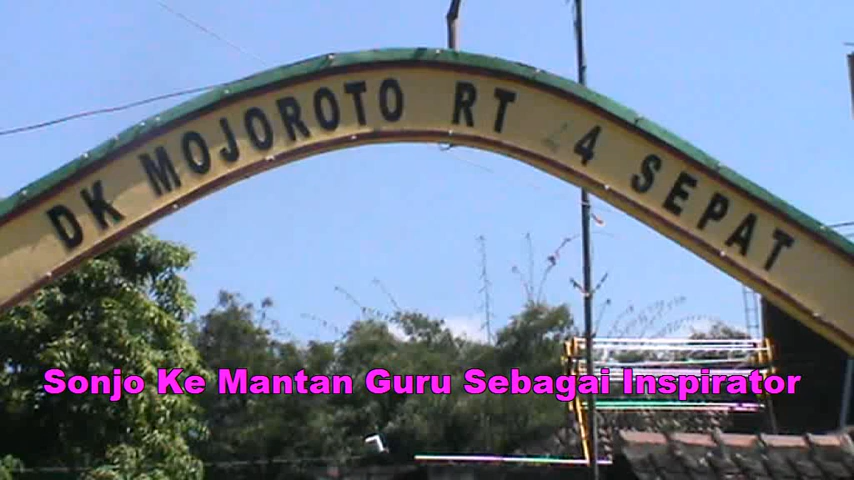 DK MOJOROTO RT 4 SEPAT
Sonjo Ke Mantan Guru Sebagai Inspirator